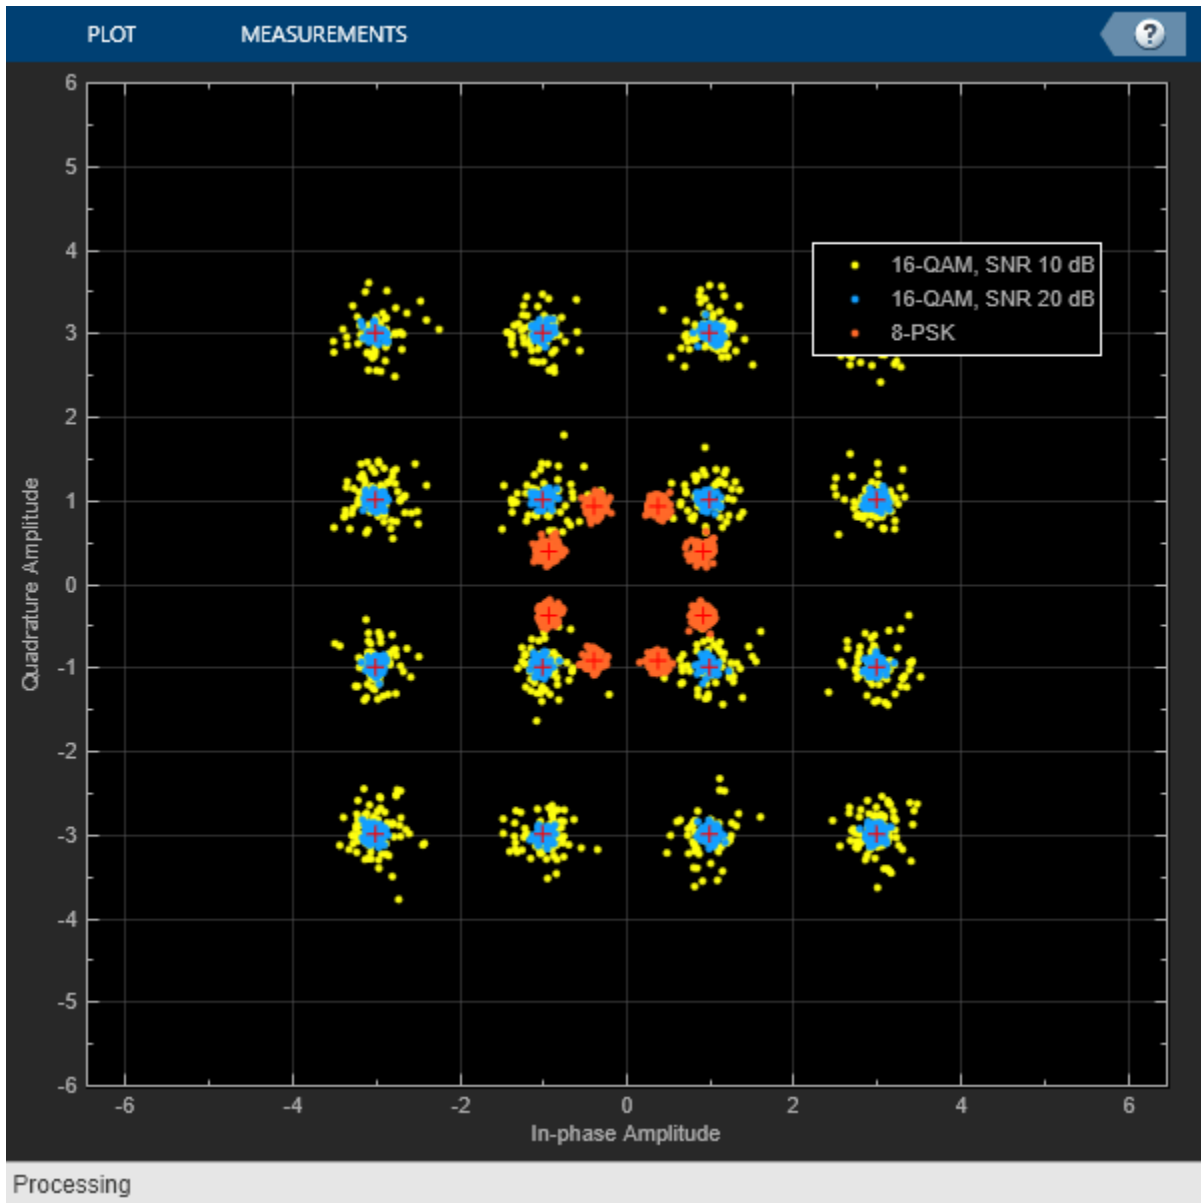 PLOT MEASUREMENTS ?
6
5
4
16-QAM, SNR 10 dB
16-QAM, SNR 20 dB
8-PSK
3
2
1
0
-1
-2
-3
-4
-5
-6
Quadrature Amplitude
-6 -4 -2 0 2 4 6
In-phase Amplitude
Processing